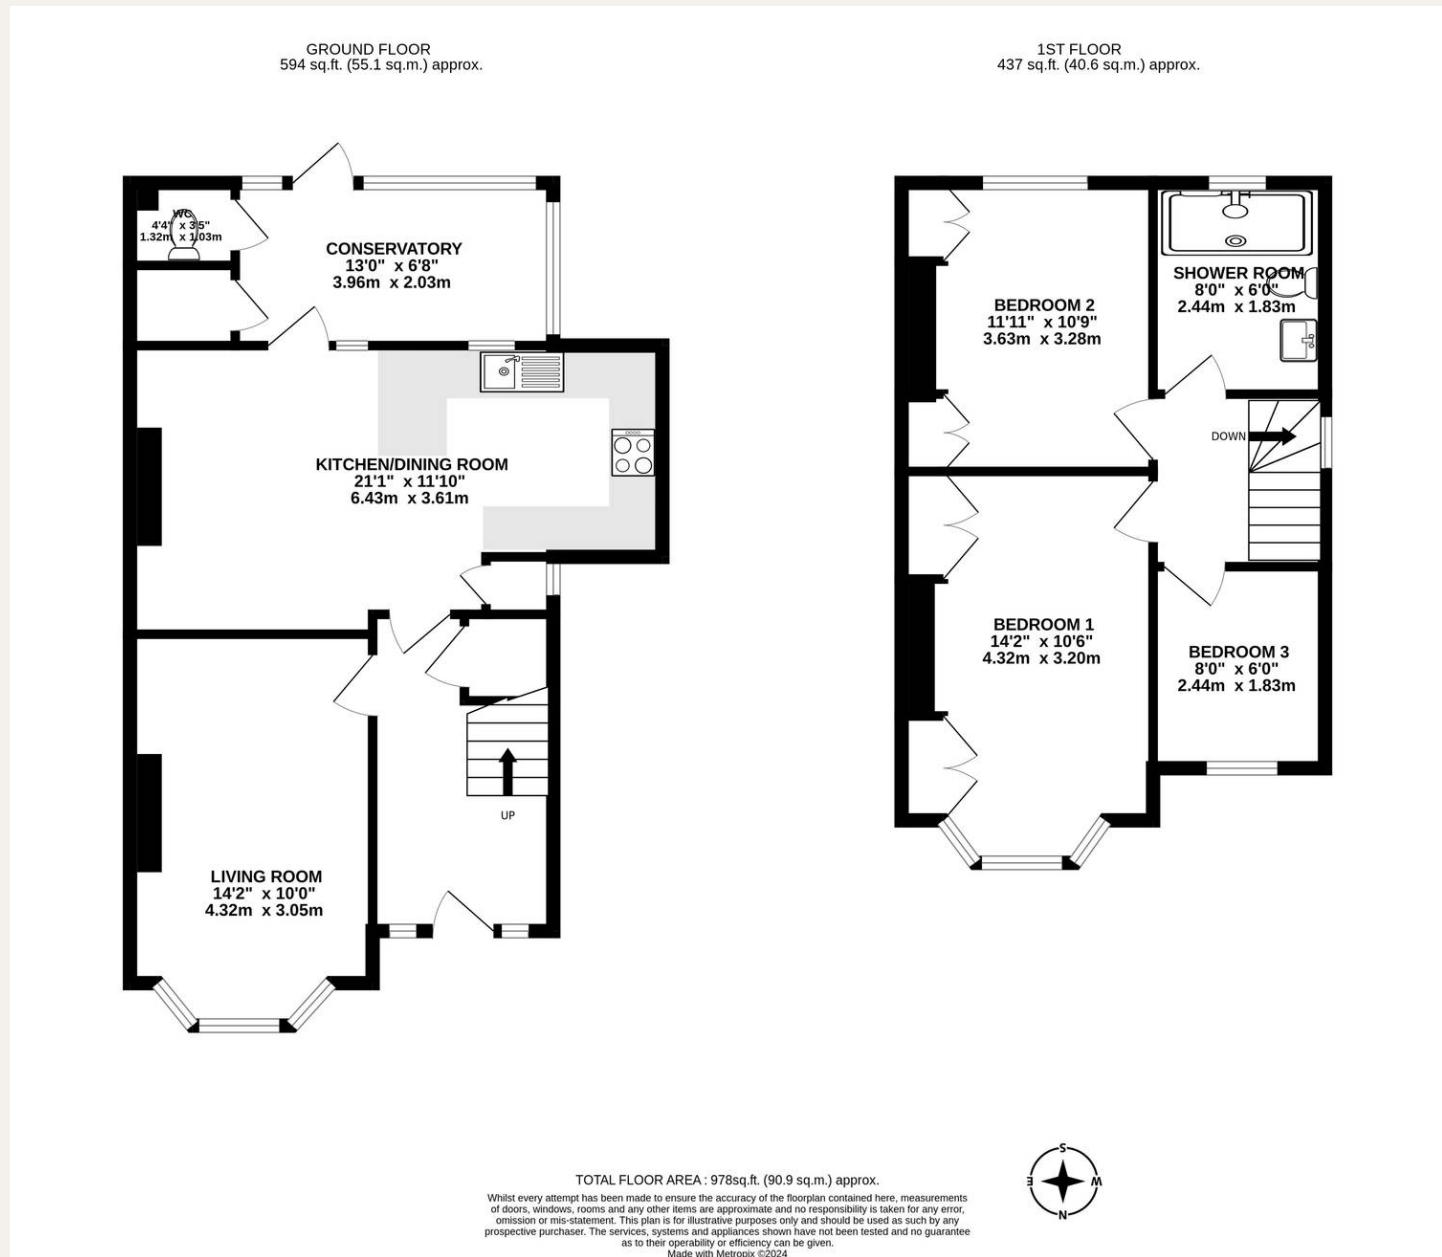 GROUND FLOOR
594 sq.ft. (55.1 sq.m.) approx.
1ST FLOOR
437 sq.ft. (40.6 sq.m.) approx.
WC
4'4" x 3'5"
1.32m x 1.03m
CONSERVATORY
13'0" x 6'8"
3.96m x 2.03m
KITCHEN/DINING ROOM
21'1" x 11'10"
6.43m x 3.61m
UP
LIVING ROOM
14'2" x 10'0"
4.32m x 3.05m
BEDROOM 2
11'11" x 10'9"
3.63m x 3.28m
SHOWER ROOM
8'0" x 6'0"
2.44m x 1.83m
DOWN
BEDROOM 1
14'2" x 10'6"
4.32m x 3.20m
BEDROOM 3
8'0" x 6'0"
2.44m x 1.83m
S
E W
N
TOTAL FLOOR AREA : 978sq.ft. (90.9 sq.m.) approx.
Whilst every attempt has been made to ensure the accuracy of the floorplan contained here, measurements
of doors, windows, rooms and any other items are approximate and no responsibility is taken for any error,
omission or mis-statement. This plan is for illustrative purposes only and should be used as such by any
prospective purchaser. The services, systems and appliances shown have not been tested and no guarantee
as to their operability or efficiency can be given.
Made with Metropix ©2024